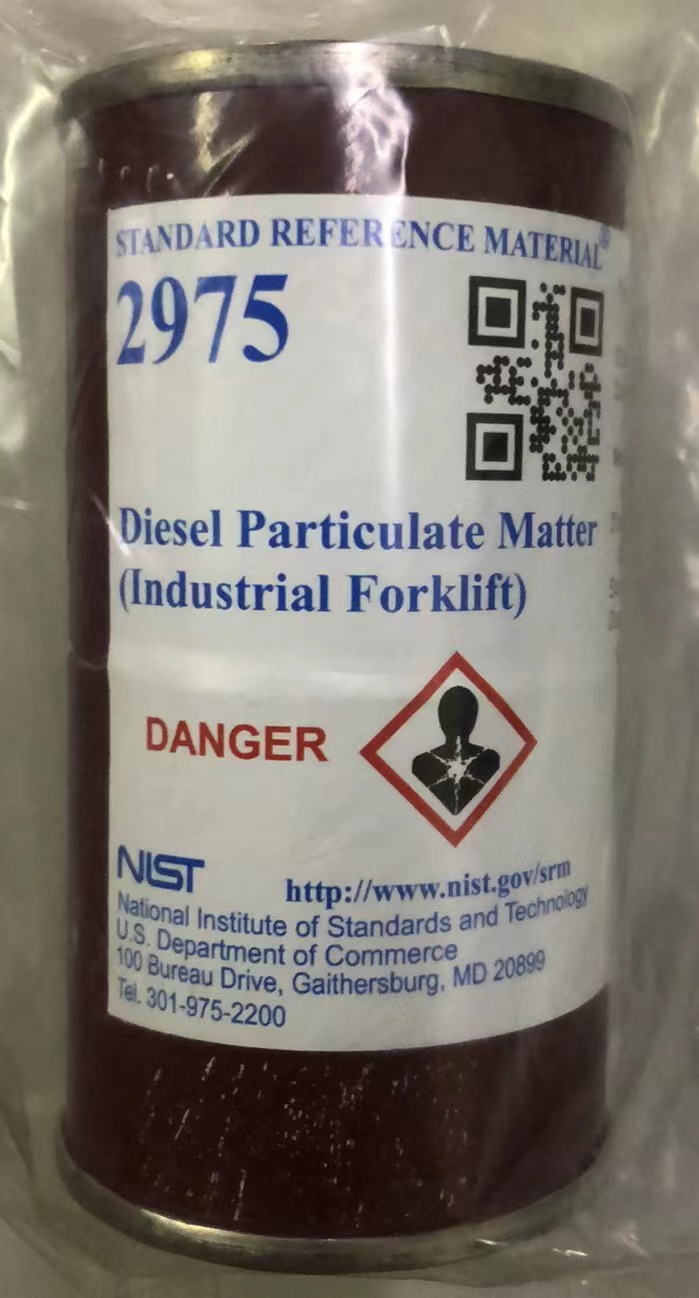 STANDARD REFERENCE MATERIAL®
2975
Diesel Particulate Matter
(Industrial Forklift)
DANGER
NIST
http://www.nist.gov/srm
National Institute of Standards and Technology
U.S. Department of Commerce
100 Bureau Drive, Gaithersburg, MD 20899
Tel. 301-975-2200